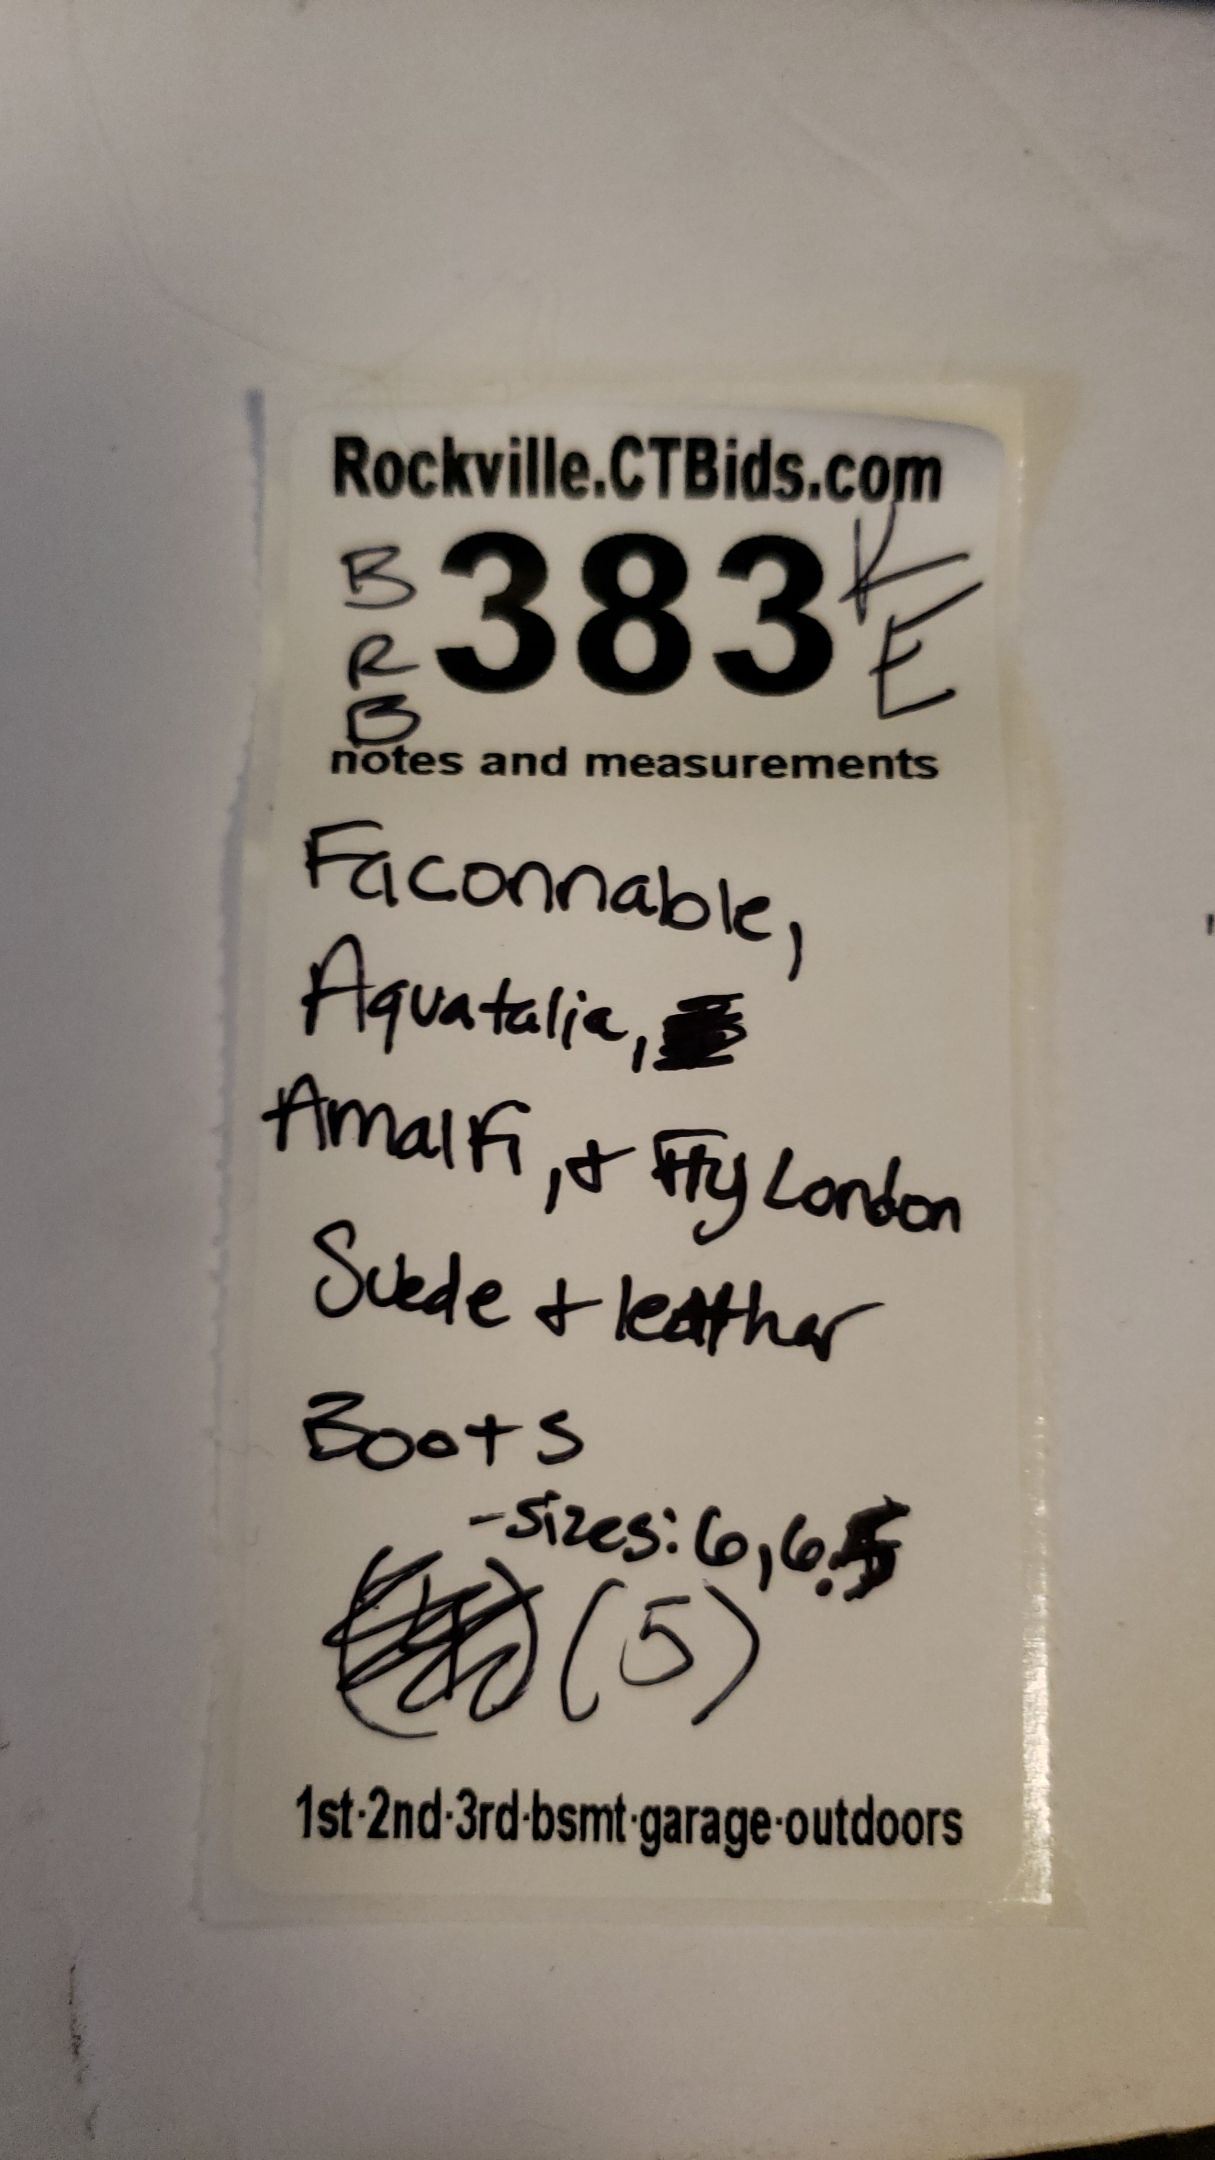 Rockville.CTBids.com
B
R
B
383
KE
notes and measurements
Faconnable,
Aquatalia,
Amalfi, & Fly London
Suede & leather
Boots
-sizes: 6, 6.5
(5)
1st·2nd·3rd·bsmt·garage·outdoors